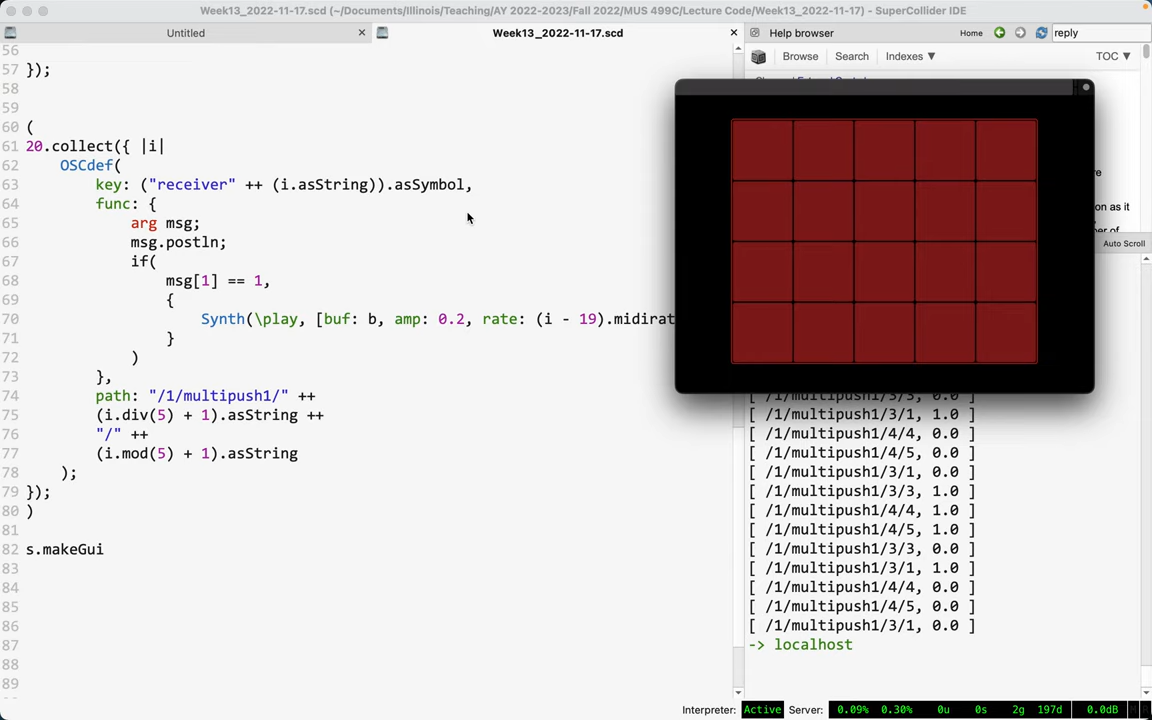 Week13_2022-11-17.scd (~/Documents/Illinois/Teaching/AY 2022-2023/Fall 2022/MUS 499C/Lecture Code/Week13_2022-11-17) - SuperCollider IDE
Untitled
Week13_2022-11-17.scd
Help browser
Home
reply
Browse
Search
Indexes ▼
TOC ▼
56
57 });
58
59
60 (
61 20.collect({ |i|
62 OSCdef(
63 key: ("receiver" ++ (i.asString)).asSymbol,
64 func: {
65 arg msg;
66 msg.postln;
67 if(
68 msg[1] == 1,
69 {
70 Synth(\play, [buf: b, amp: 0.2, rate: (i - 19).midirat
71 }
72 )
73 },
74 path: "/1/multipush1/" ++
75 (i.div(5) + 1).asString ++
76 "/" ++
77 (i.mod(5) + 1).asString
78 );
79 });
80 )
81
82 s.makeGui
83
84
85
86
87
88
89
re
on as it
Auto Scroll
[ /1/multipush1/3/3, 0.0 ]
[ /1/multipush1/3/1, 1.0 ]
[ /1/multipush1/4/4, 0.0 ]
[ /1/multipush1/4/5, 0.0 ]
[ /1/multipush1/3/1, 0.0 ]
[ /1/multipush1/3/3, 1.0 ]
[ /1/multipush1/4/4, 1.0 ]
[ /1/multipush1/4/5, 1.0 ]
[ /1/multipush1/3/3, 0.0 ]
[ /1/multipush1/3/1, 1.0 ]
[ /1/multipush1/4/4, 0.0 ]
[ /1/multipush1/4/5, 0.0 ]
[ /1/multipush1/3/1, 0.0 ]
-> localhost
Interpreter: Active Server: 0.09% 0.30% 0u 0s 2g 197d 0.0dB